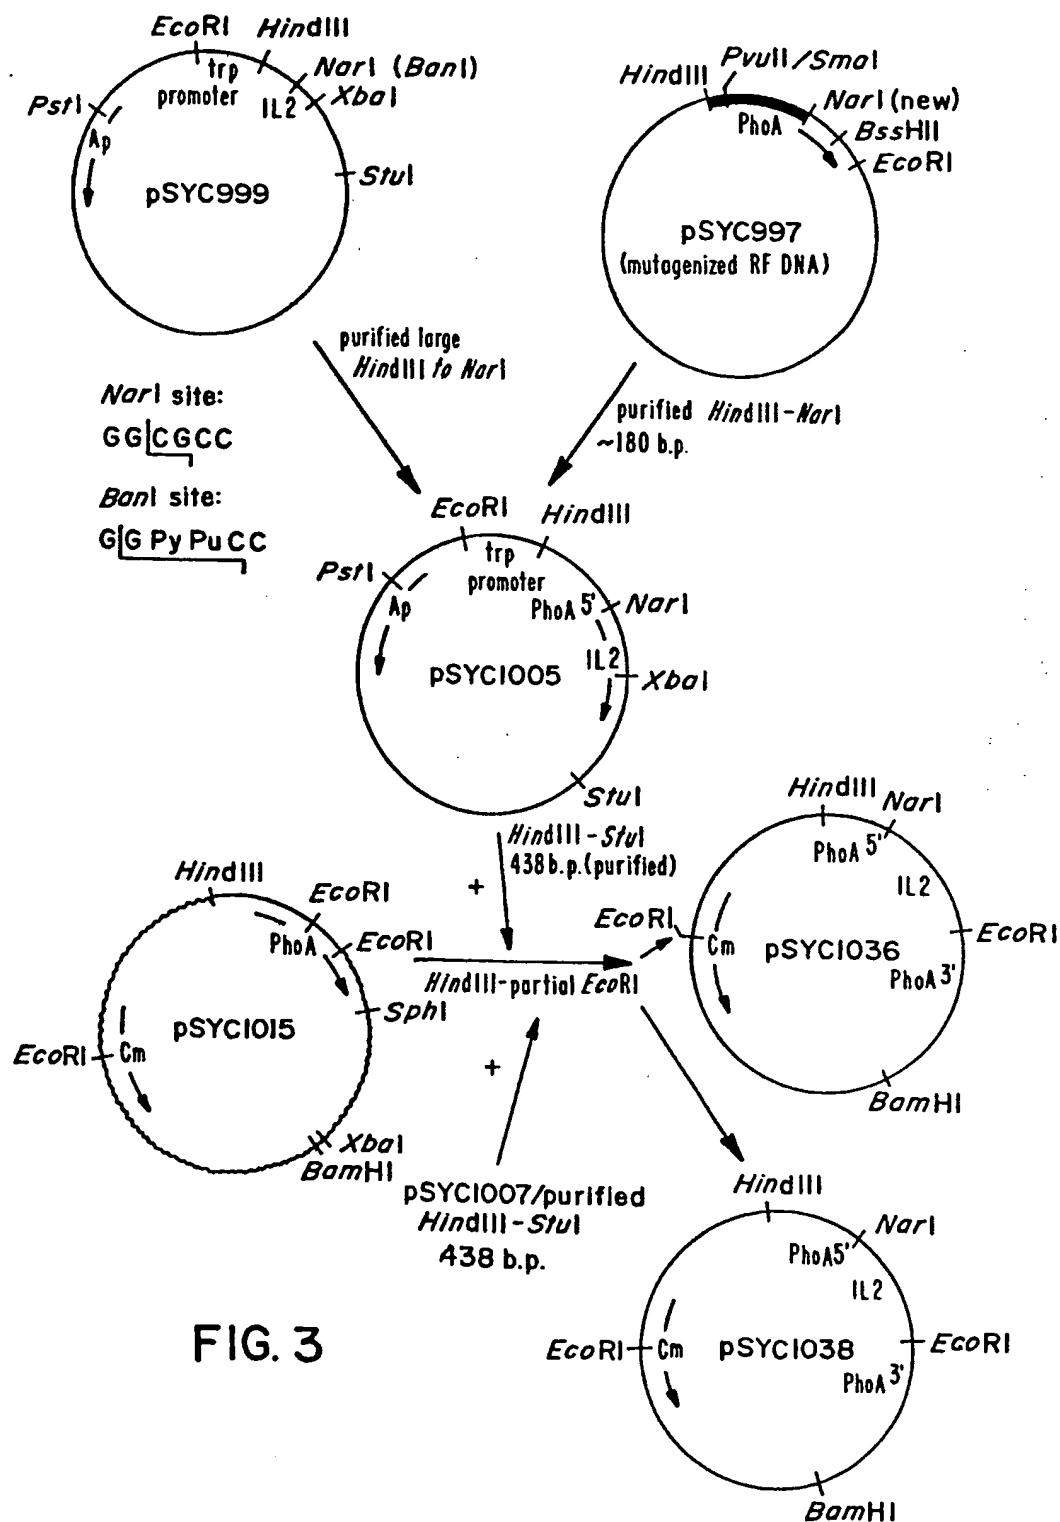 EcoRI HindIII
trp promoter
NarI (BanI)
IL2 XbaI
PstI
Ap
StuI
pSYC999
PvuII/SmaI
HindIII
NarI (new)
PhoA
BssHII
EcoRI
pSYC997
(mutagenized RF DNA)
purified large
HindIII to NarI
purified HindIII-NarI
~180 b.p.
NarI site:
GGCGCC
BanI site:
GG Py Pu CC
EcoRI HindIII
trp
promoter
PstI
Ap
PhoA 5' NarI
IL2
XbaI
pSYC1005
StuI
HindIII-StuI
438 b.p. (purified)
+
HindIII
EcoRI
PhoA
EcoRI
SphI
pSYC1015
EcoRI
Cm
XbaI
BamHI
HindIII-partial EcoRI
+
pSYC1007/purified
HindIII-StuI
438 b.p.
HindIII NarI
PhoA 5'
IL2
EcoRI
Cm
EcoRI
pSYC1036
PhoA 3'
BamHI
HindIII
NarI
PhoA 5'
IL2
EcoRI
Cm
pSYC1038
EcoRI
PhoA 3'
BamHI
FIG. 3